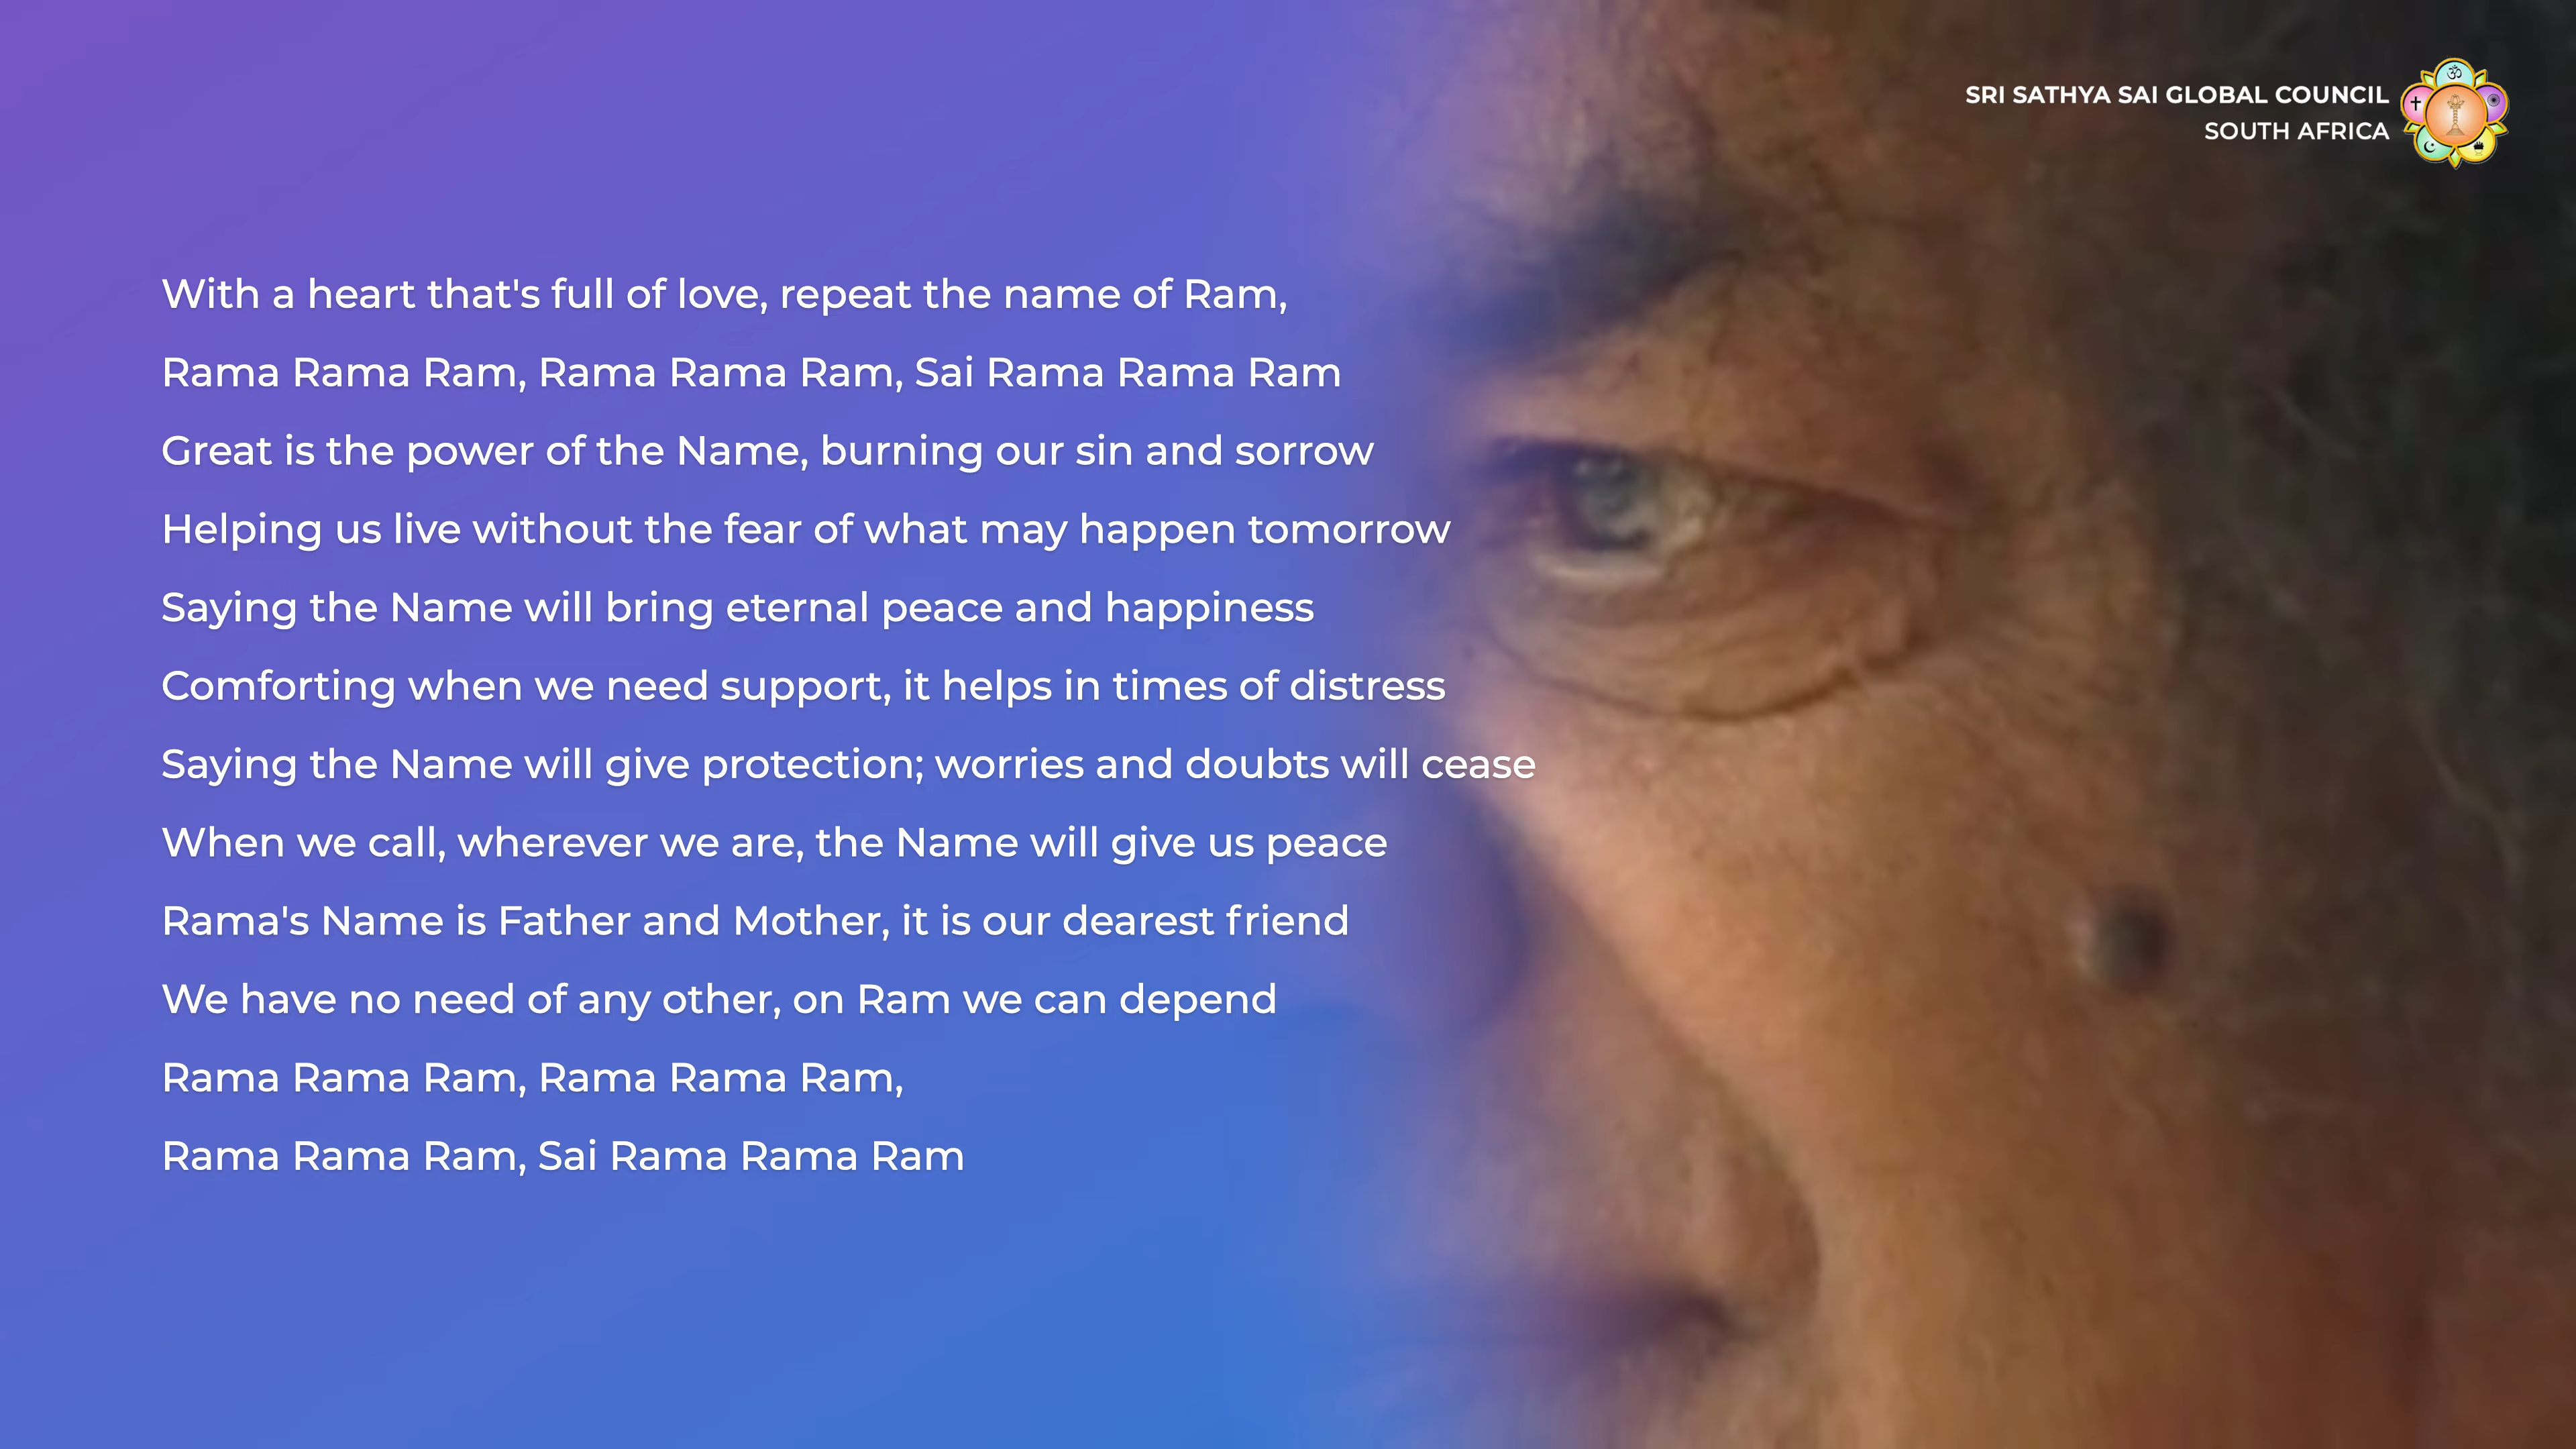 SRI SATHYA SAI GLOBAL COUNCIL
SOUTH AFRICA
With a heart that's full of love, repeat the name of Ram,
Rama Rama Ram, Rama Rama Ram, Sai Rama Rama Ram
Great is the power of the Name, burning our sin and sorrow
Helping us live without the fear of what may happen tomorrow
Saying the Name will bring eternal peace and happiness
Comforting when we need support, it helps in times of distress
Saying the Name will give protection; worries and doubts will cease
When we call, wherever we are, the Name will give us peace
Rama's Name is Father and Mother, it is our dearest friend
We have no need of any other, on Ram we can depend
Rama Rama Ram, Rama Rama Ram,
Rama Rama Ram, Sai Rama Rama Ram